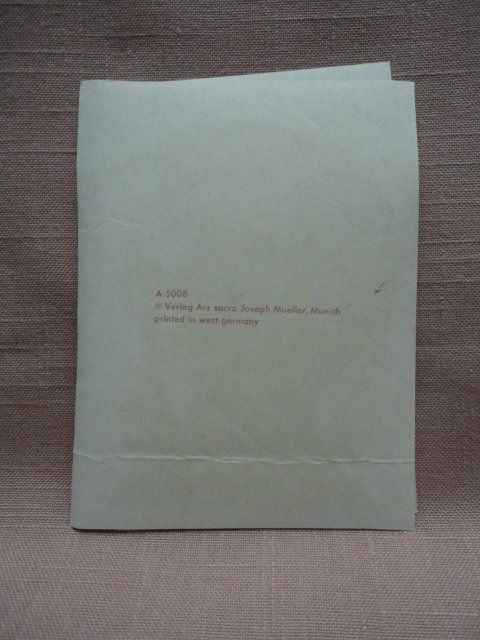 A 5008
© Verlag Ars sacra Joseph Mueller, Munich
printed in west-germany